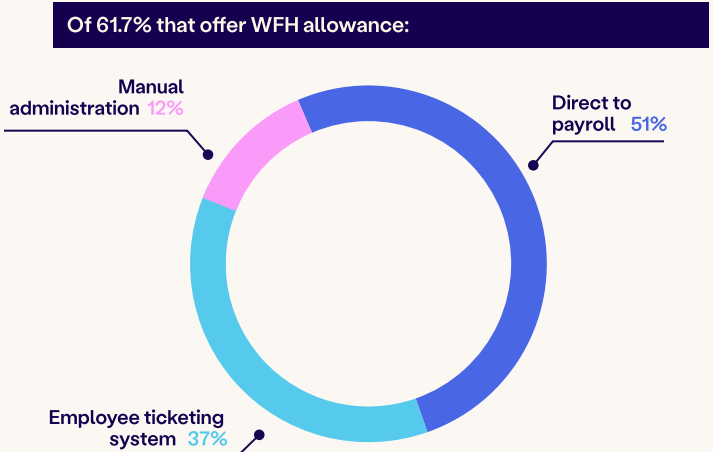 Of 61.7% that offer WFH allowance:
Manual
administration 12%
Direct to
payroll 51%
Employee ticketing
system 37%